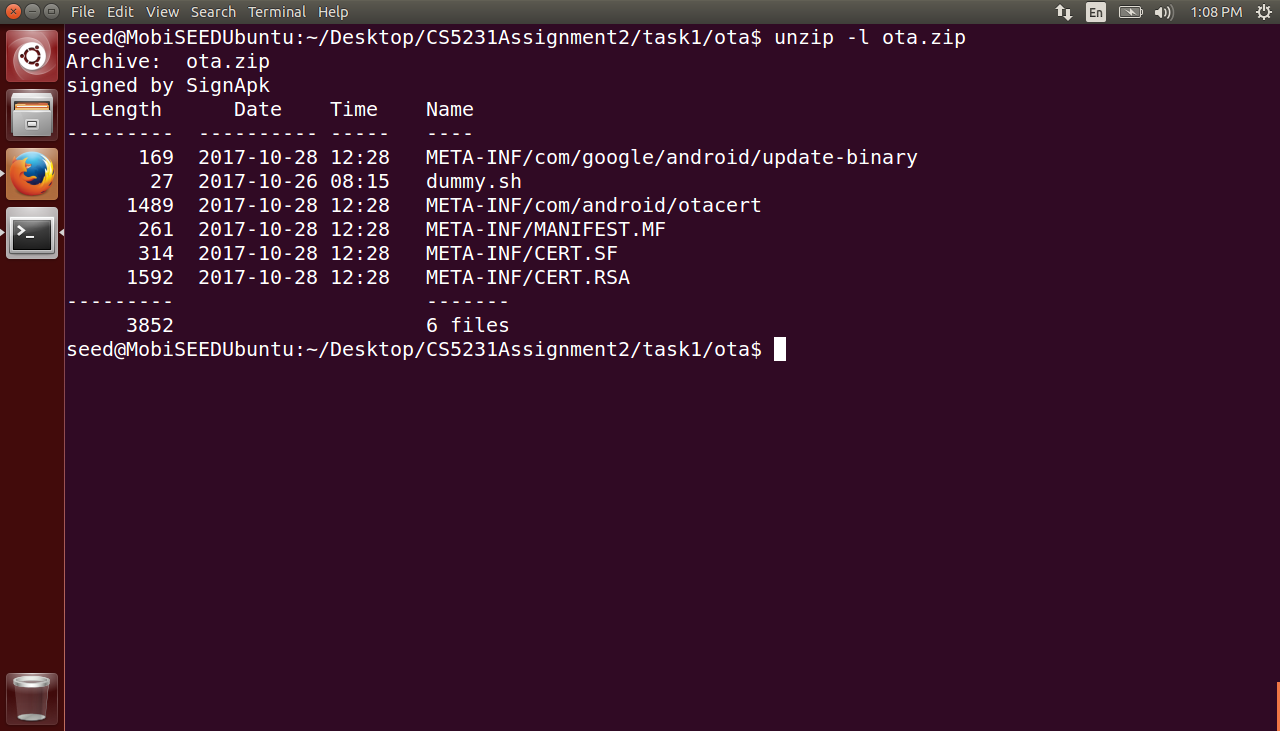 File Edit View Search Terminal Help En 1:08 PM
seed@MobiSEEDUbuntu:~/Desktop/CS5231Assignment2/task1/ota$ unzip -l ota.zip
Archive:  ota.zip
signed by SignApk
  Length      Date    Time    Name
---------  ---------- -----   ----
      169  2017-10-28 12:28   META-INF/com/google/android/update-binary
       27  2017-10-26 08:15   dummy.sh
     1489  2017-10-28 12:28   META-INF/com/android/otacert
      261  2017-10-28 12:28   META-INF/MANIFEST.MF
      314  2017-10-28 12:28   META-INF/CERT.SF
     1592  2017-10-28 12:28   META-INF/CERT.RSA
---------                     -------
     3852                     6 files
seed@MobiSEEDUbuntu:~/Desktop/CS5231Assignment2/task1/ota$